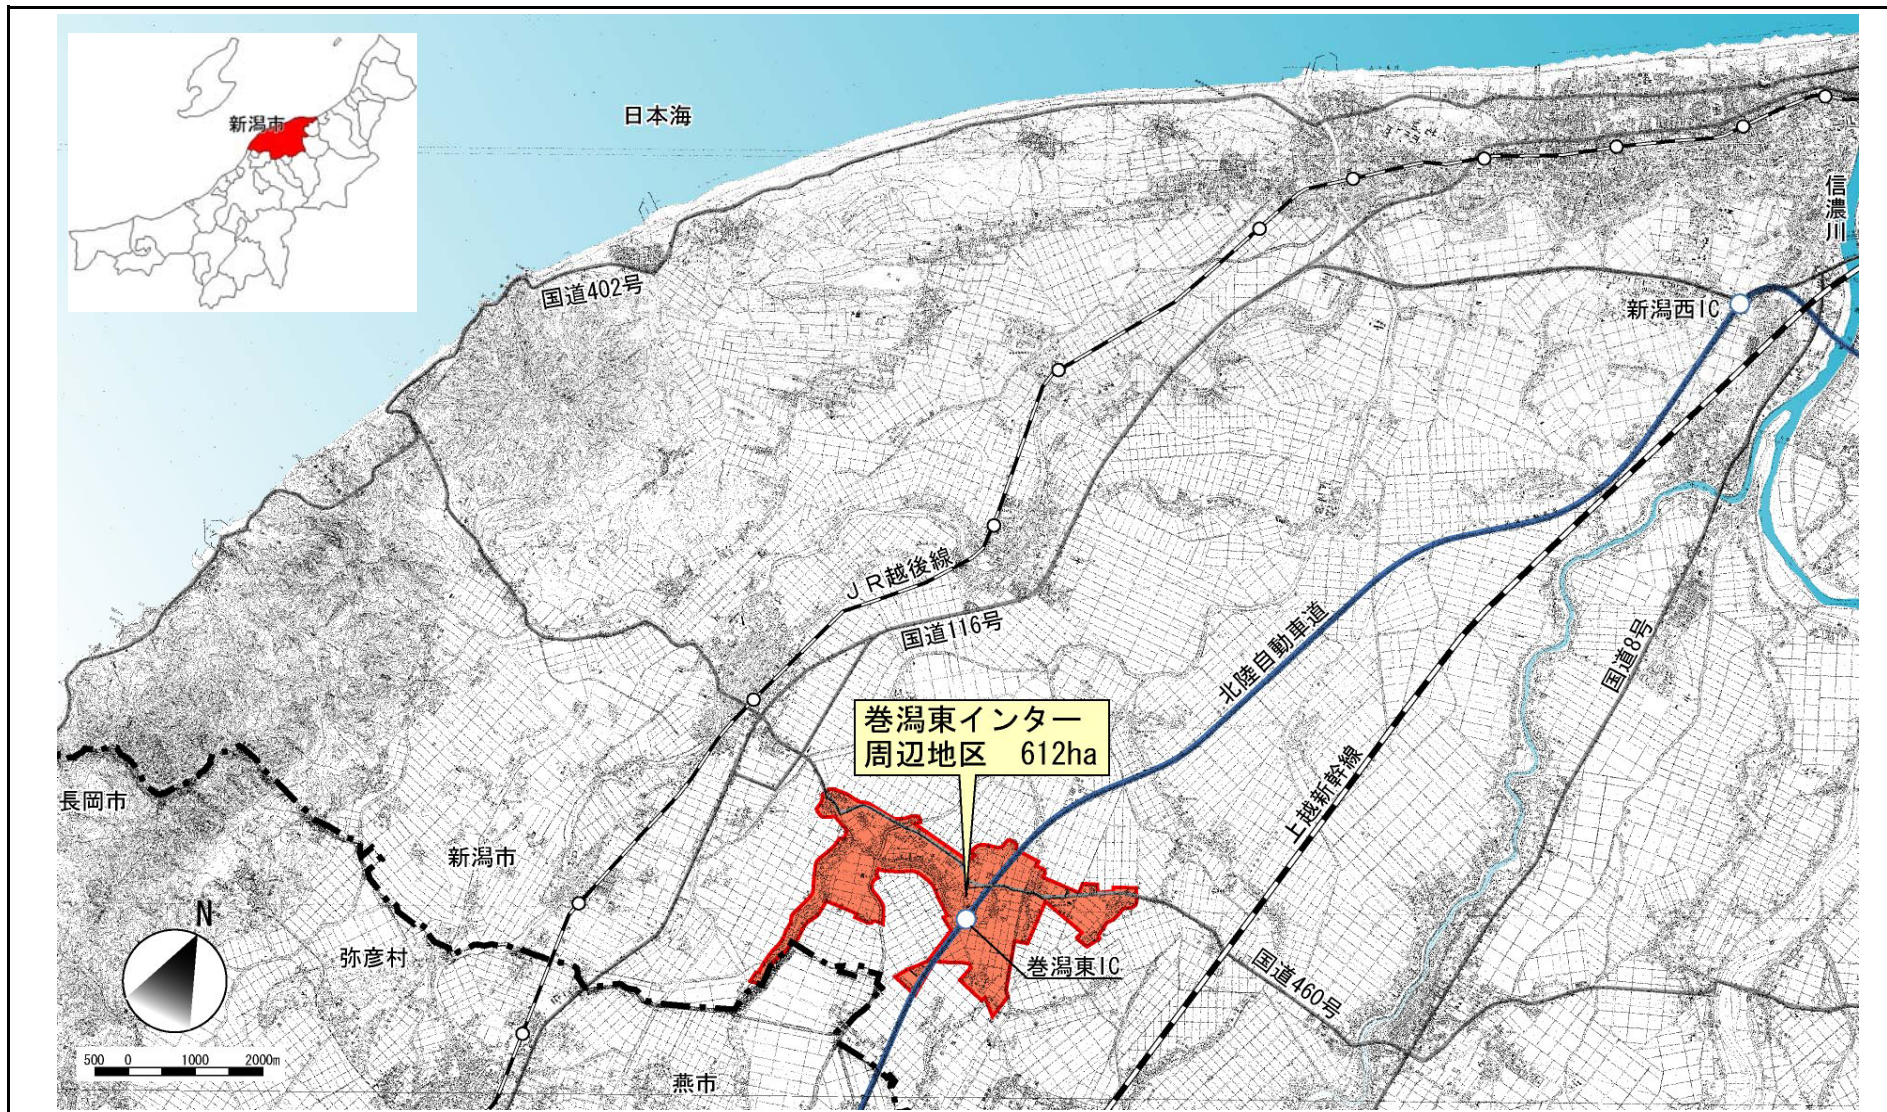 新潟市
日本海
信濃川
国道402号
新潟西IC
JR越後線
国道116号
北陸自動車道
国道8号
巻潟東インター
周辺地区 612ha
上越新幹線
長岡市
新潟市
N
弥彦村
巻潟東IC
国道460号
500 0 1000 2000m
燕市